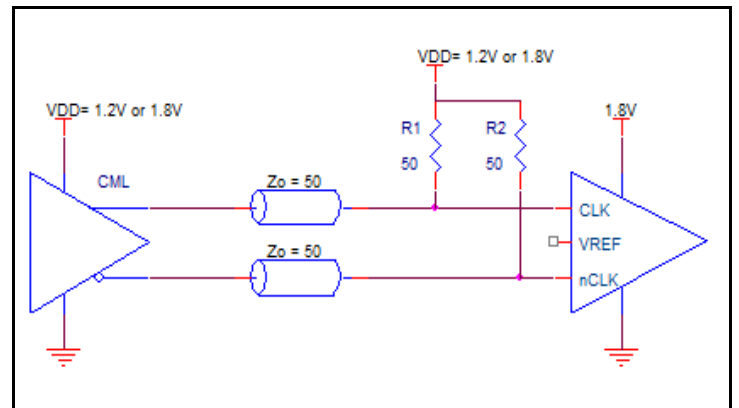 VDD= 1.2V or 1.8V
VDD= 1.2V or 1.8V
1.8V
R1
R2
50
50
CML
Zo = 50
CLK
VREF
Zo = 50
nCLK